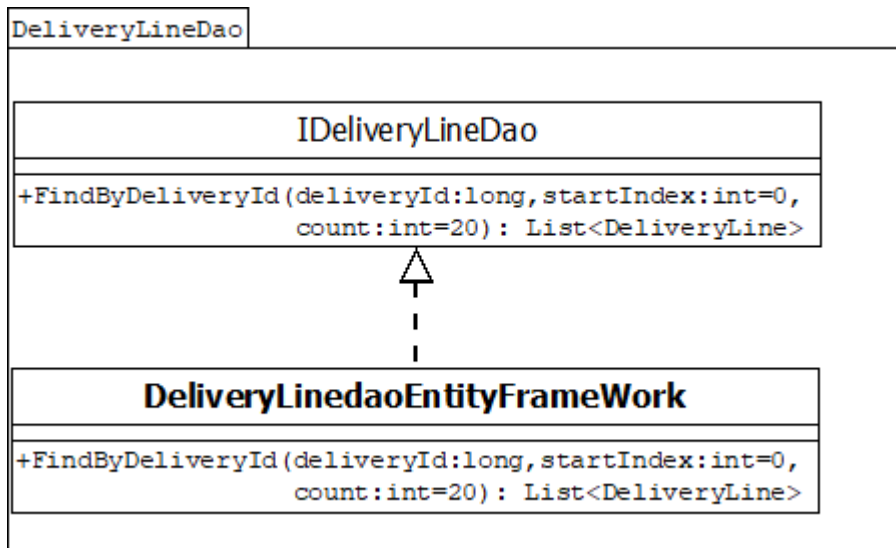 DeliveryLineDao
IDeliveryLineDao
+FindByDeliveryId(deliveryId:long,startIndex:int=0,
count:int=20): List<DeliveryLine>
DeliveryLinedaoEntityFrameWork
+FindByDeliveryId(deliveryId:long,startIndex:int=0,
count:int=20): List<DeliveryLine>